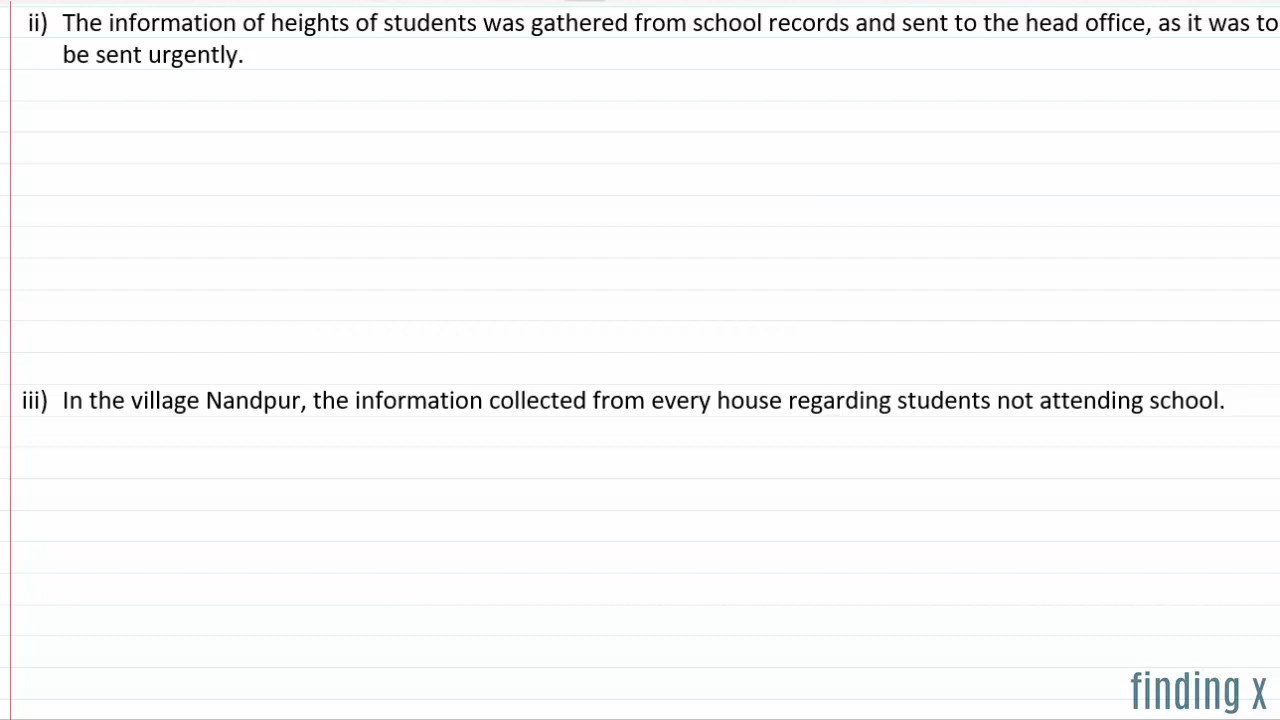 ii) The information of heights of students was gathered from school records and sent to the head office, as it was to
be sent urgently.
iii) In the village Nandpur, the information collected from every house regarding students not attending school.
finding x